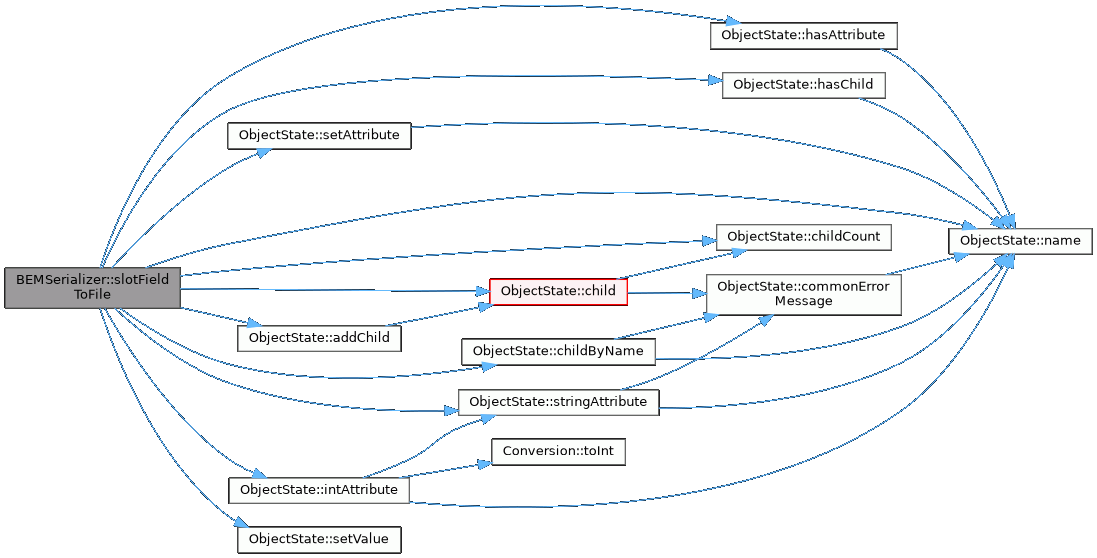 ObjectState::hasAttribute
ObjectState::hasChild
ObjectState::setAttribute
ObjectState::childCount
ObjectState::name
BEMSerializer::slotField
ToFile
ObjectState::child
ObjectState::commonError
Message
ObjectState::addChild
ObjectState::childByName
ObjectState::stringAttribute
Conversion::toInt
ObjectState::intAttribute
ObjectState::setValue